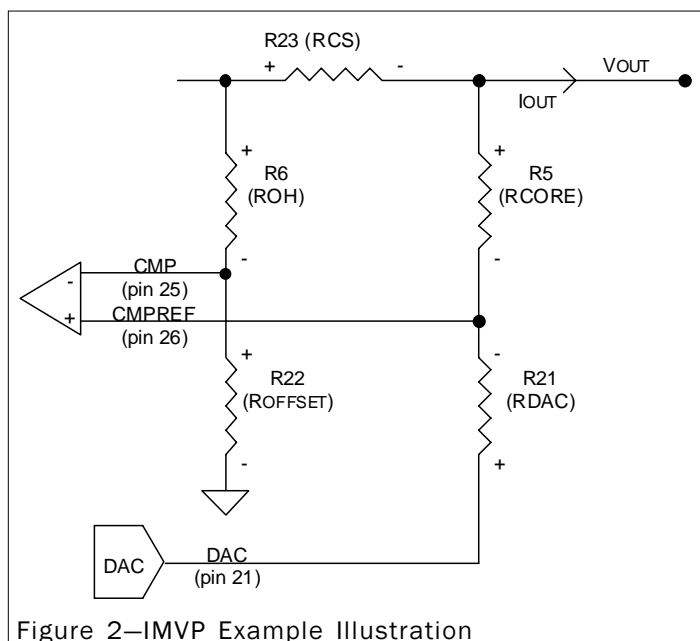 R23 (RCS)
+ -
VOUT
IOUT
+ +
R6
(ROH)
R5
(RCORE)
- -
CMP
-
(pin 25)
CMPREF
+
(pin 26)
+ -
R22
(ROFFSET)
R21
(RDAC)
- +
DAC
DAC
(pin 21)
Figure 2—IMVP Example Illustration